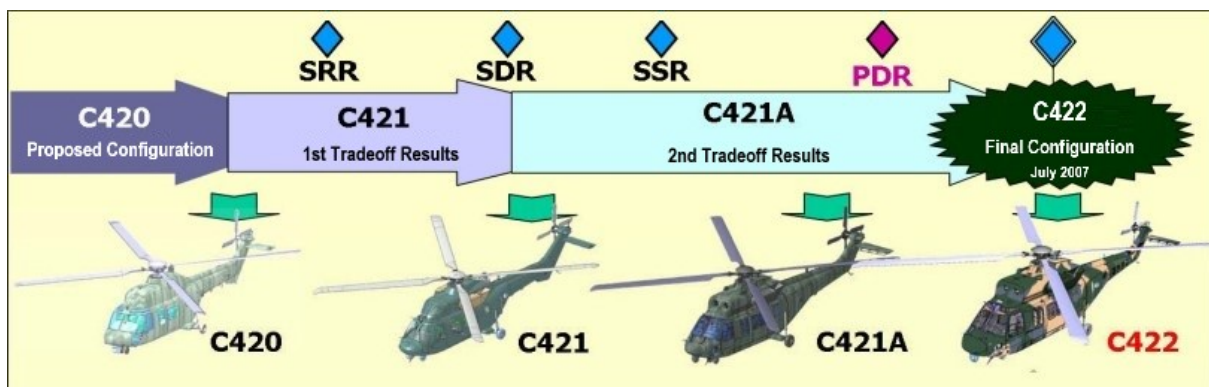 SRR
SDR
SSR
PDR
C420
Proposed Configuration
C421
1st Tradeoff Results
C421A
2nd Tradeoff Results
C422
Final Configuration
July 2007
C420
C421
C421A
C422